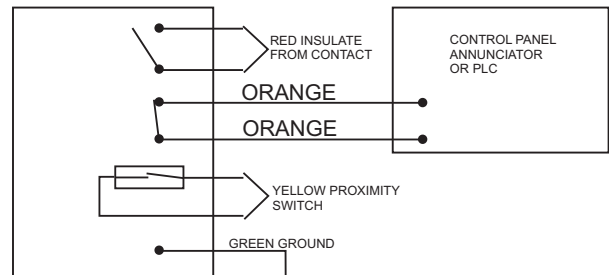 RED INSULATE
FROM CONTACT
CONTROL PANEL
ANNUNCIATOR
OR PLC
ORANGE
ORANGE
YELLOW PROXIMITY
SWITCH
GREEN GROUND